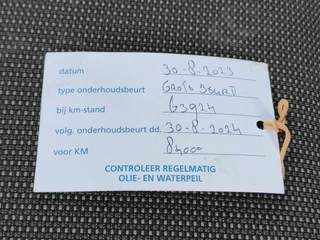 datum 30-8-2023
type onderhoudsbeurt GROTE BEURT
bij km-stand 63924
volg. onderhoudsbeurt dd. 30-8-2024
voor KM 84000
CONTROLEER REGELMATIG
OLIE- EN WATERPEIL